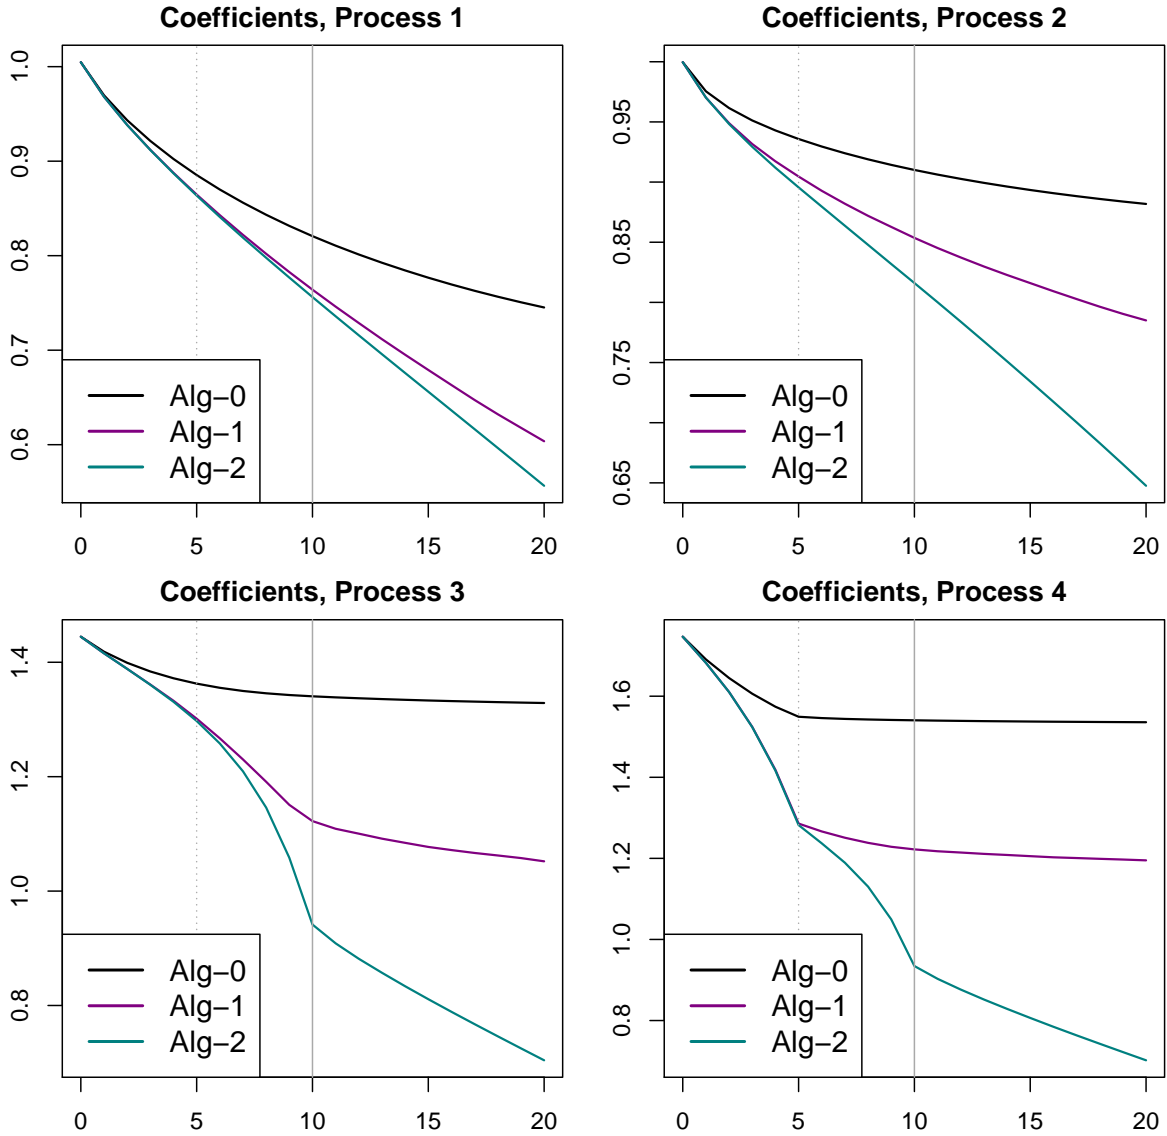 Coefficients, Process 1
1.0
0.9
0.8
0.7
0.6
Alg−0
Alg−1
Alg−2
0 5 10 15 20
Coefficients, Process 2
0.95
0.85
0.75
0.65
Alg−0
Alg−1
Alg−2
0 5 10 15 20
Coefficients, Process 3
1.4
1.2
1.0
0.8
Alg−0
Alg−1
Alg−2
0 5 10 15 20
Coefficients, Process 4
1.6
1.4
1.2
1.0
0.8
Alg−0
Alg−1
Alg−2
0 5 10 15 20